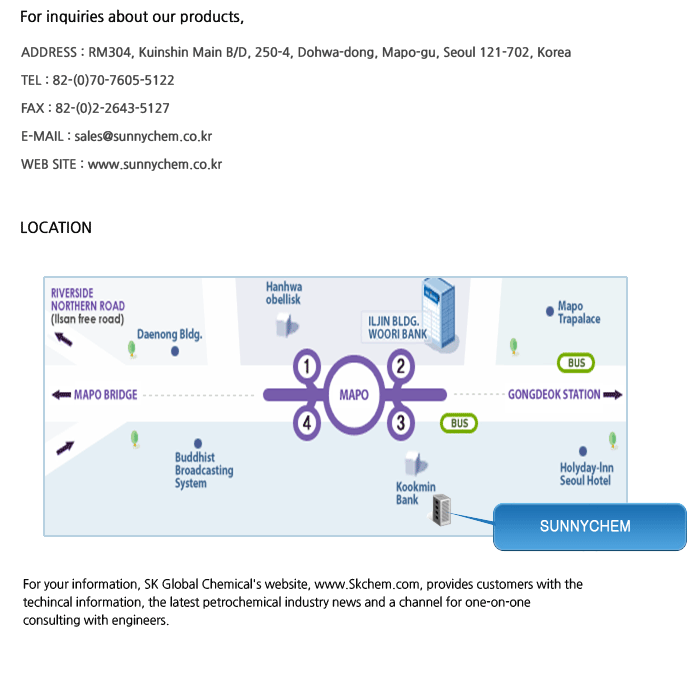 For inquiries about our products,
ADDRESS : RM304, Kuinshin Main B/D, 250-4, Dohwa-dong, Mapo-gu, Seoul 121-702, Korea
TEL : 82-(0)70-7605-5122
FAX : 82-(0)2-2643-5127
E-MAIL : sales@sunnychem.co.kr
WEB SITE : www.sunnychem.co.kr
LOCATION
RIVERSIDE
NORTHERN ROAD
(Ilsan free road)
Daenong Bldg.
Hanhwa
obellisk
ILJIN BLDG.
WOORI BANK
Mapo
Trapalace
BUS
1
2
MAPO BRIDGE
MAPO
GONGDEOK STATION
4
3
BUS
Buddhist
Broadcasting
System
Kookmin
Bank
Holyday-Inn
Seoul Hotel
SUNNYCHEM
For your information, SK Global Chemical's website, www.Skchem.com, provides customers with the
techincal information, the latest petrochemical industry news and a channel for one-on-one
consulting with engineers.